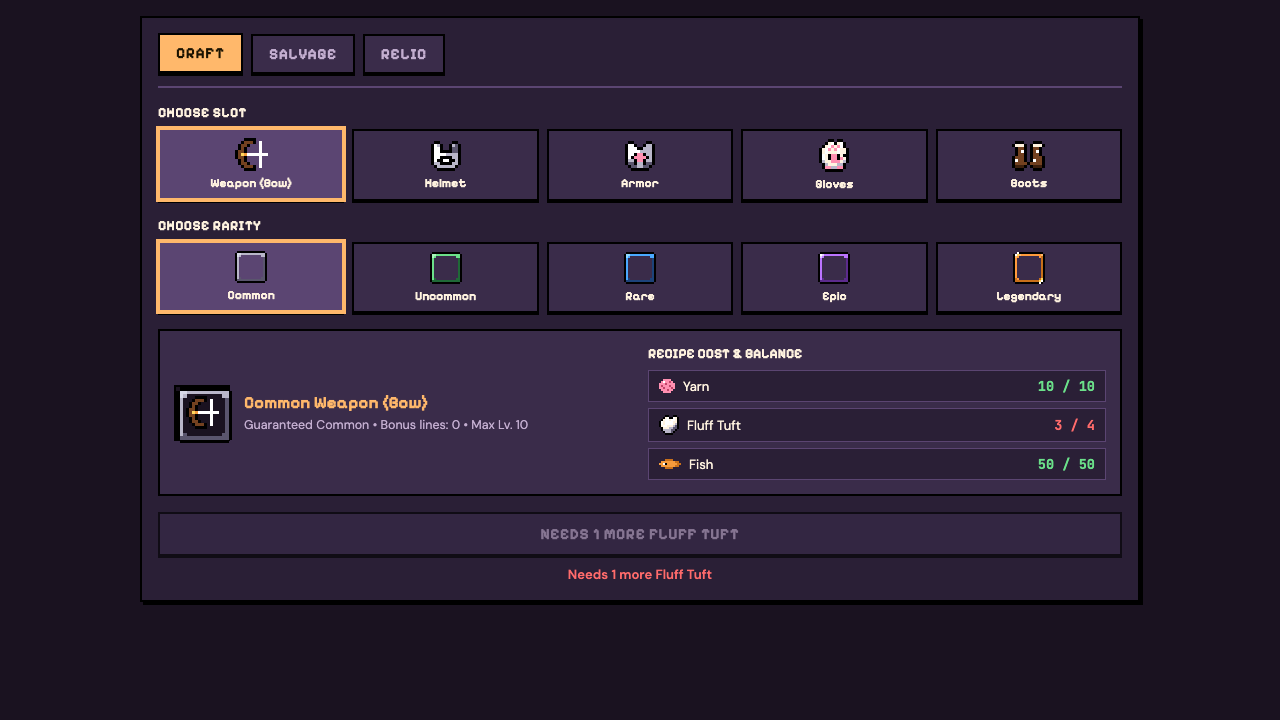 CRAFT
SALVAGE
RELIC
CHOOSE SLOT
Weapon (Bow)
Helmet
Armor
Gloves
Boots
CHOOSE RARITY
Common
Uncommon
Rare
Epic
Legendary
Common Weapon (Bow)
Guaranteed Common • Bonus lines: 0 • Max Lv. 10
RECIPE COST & BALANCE
Yarn 10 / 10
Fluff Tuft 3 / 4
Fish 50 / 50
NEEDS 1 MORE FLUFF TUFT
Needs 1 more Fluff Tuft